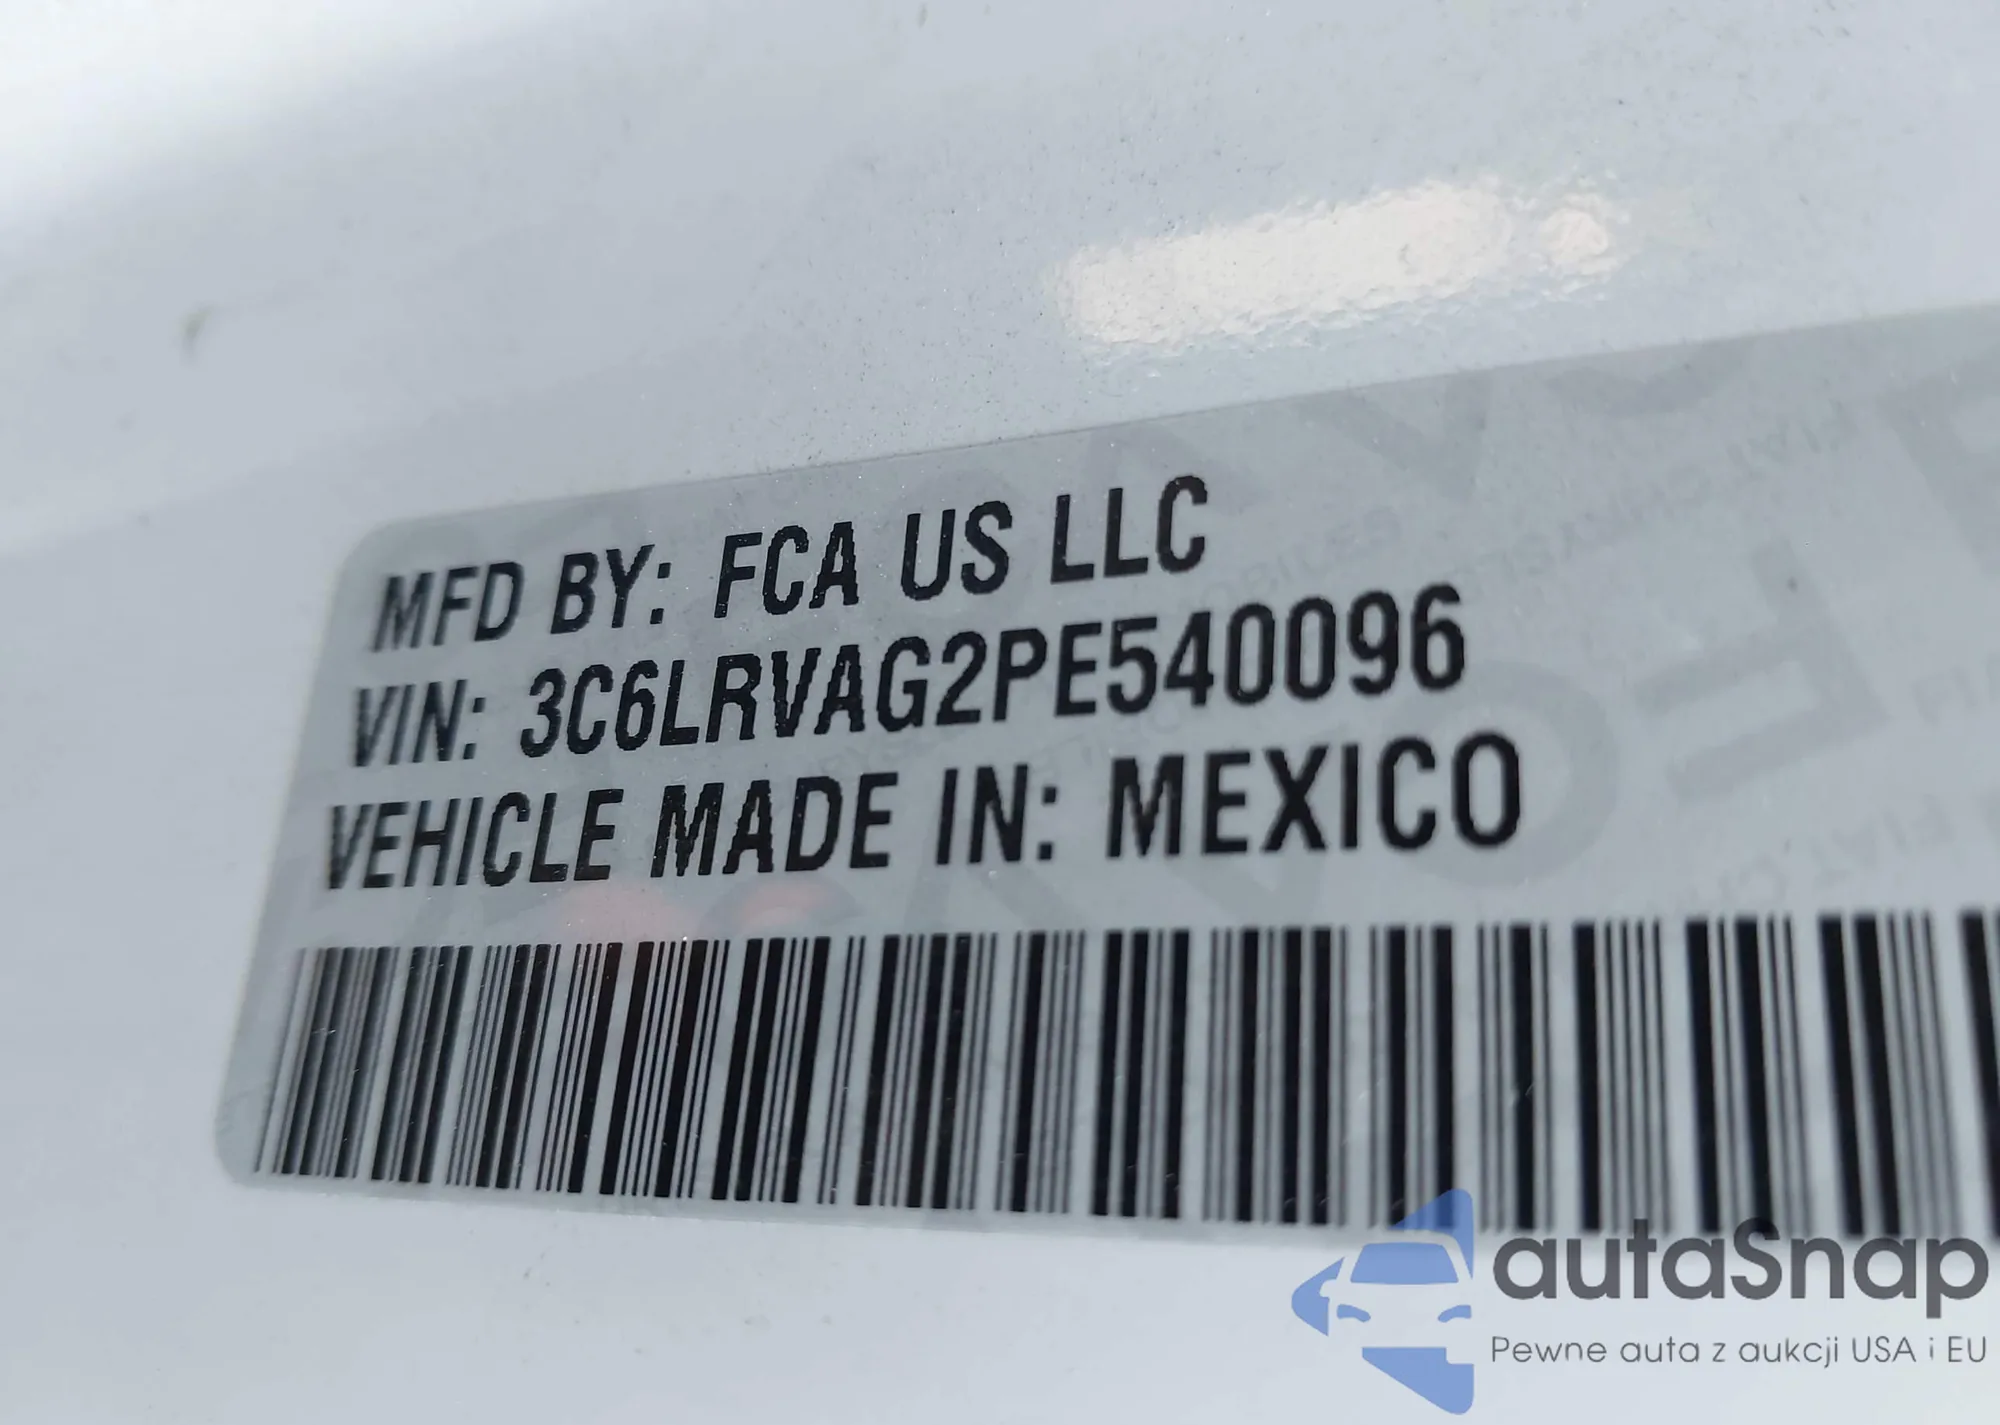 MFD BY: FCA US LLC
VIN: 3C6LRVAG2PE540096
VEHICLE MADE IN: MEXICO
autaSnap
Pewne auta z aukcji USA i EU